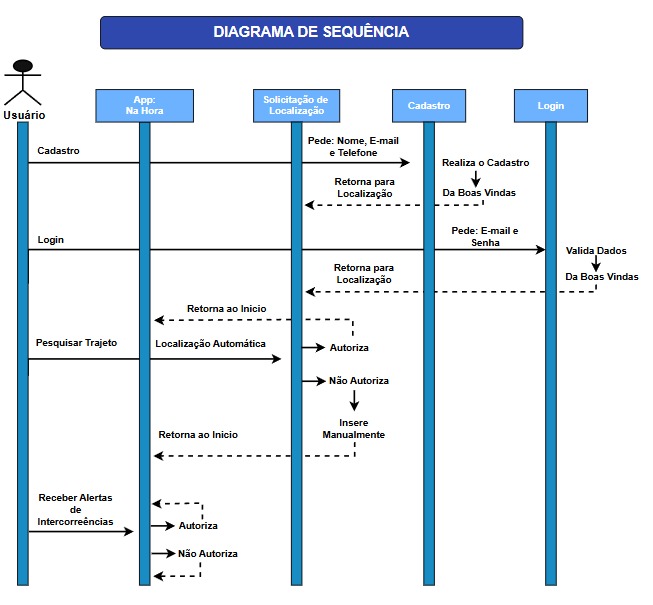 DIAGRAMA DE SEQUÊNCIA
Usuário
App:
Na Hora
Solicitação de
Localização
Cadastro
Login
Cadastro
Pede: Nome, E-mail
e Telefone
Realiza o Cadastro
Retorna para
Localização
Da Boas Vindas
Login
Pede: E-mail e
Senha
Valida Dados
Retorna para
Localização
Da Boas Vindas
Retorna ao Inicio
Pesquisar Trajeto
Localização Automática
Autoriza
Não Autoriza
Insere
Manualmente
Retorna ao Inicio
Receber Alertas
de
Intercorreências
Autoriza
Não Autoriza